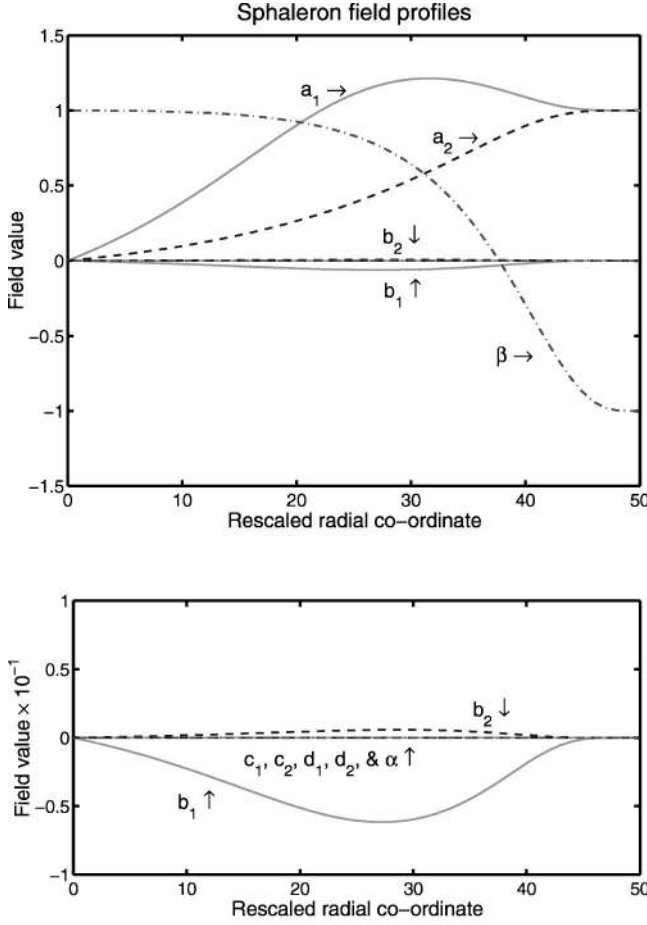 Sphaleron field profiles
1.5
a₁ →
1
a₂ →
0.5
b₂ ↓
0
b₁ ↑
−0.5
β →
−1
−1.5
0 10 20 30 40 50
Rescaled radial co−ordinate
Field value
1
0.5
b₂ ↓
0
c₁, c₂, d₁, d₂, & α ↑
−0.5
b₁ ↑
−1
0 10 20 30 40 50
Rescaled radial co−ordinate
Field value × 10⁻¹